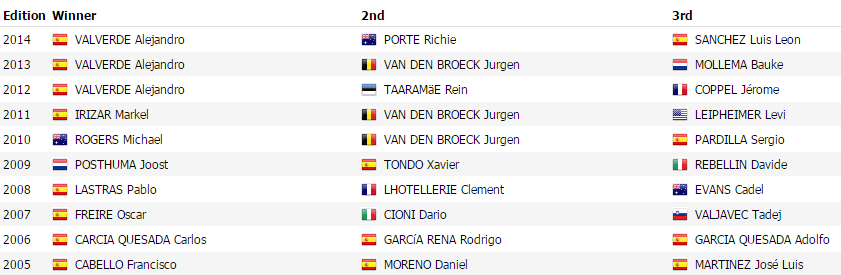 Edition Winner 2nd 3rd
2014 VALVERDE Alejandro PORTE Richie SANCHEZ Luis Leon
2013 VALVERDE Alejandro VAN DEN BROECK Jurgen MOLLEMA Bauke
2012 VALVERDE Alejandro TAARAMäE Rein COPPEL Jérome
2011 IRIZAR Markel VAN DEN BROECK Jurgen LEIPHEIMER Levi
2010 ROGERS Michael VAN DEN BROECK Jurgen PARDILLA Sergio
2009 POSTHUMA Joost TONDO Xavier REBELLIN Davide
2008 LASTRAS Pablo LHOTELLERIE Clement EVANS Cadel
2007 FREIRE Oscar CIONI Dario VALJAVEC Tadej
2006 CARCIA QUESADA Carlos GARCíA RENA Rodrigo GARCIA QUESADA Adolfo
2005 CABELLO Francisco MORENO Daniel MARTINEZ José Luis